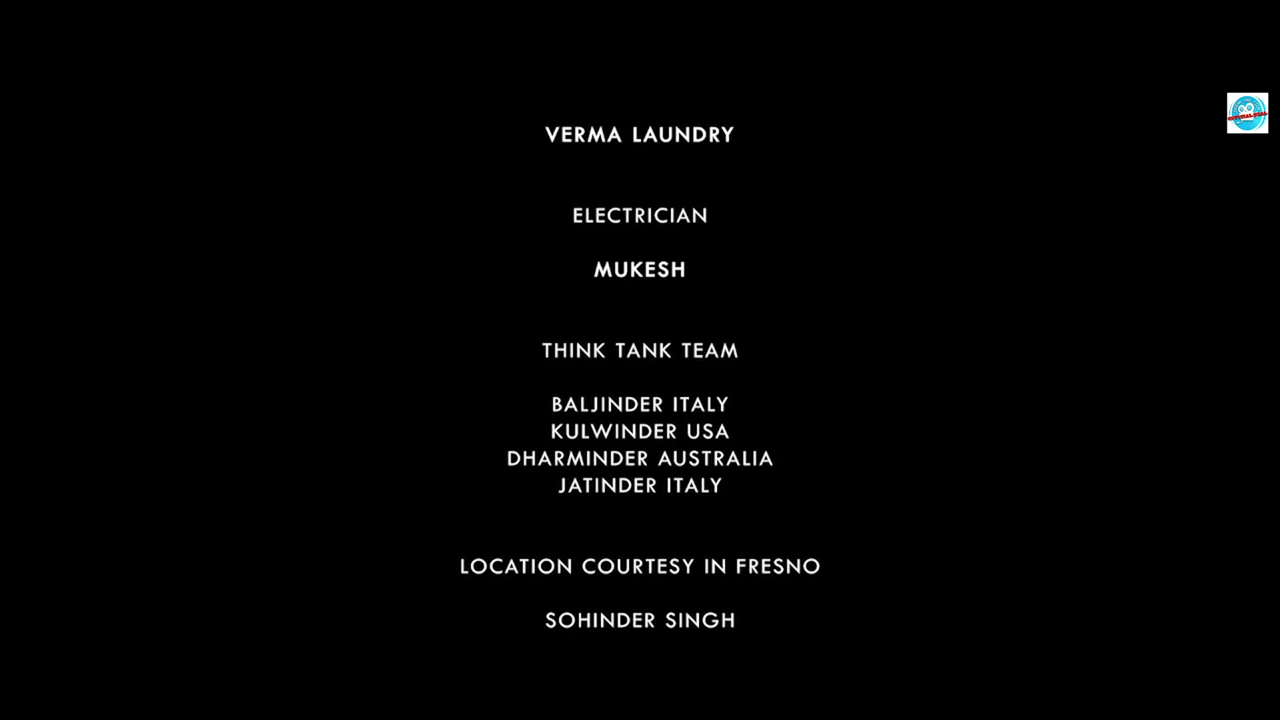 VERMA LAUNDRY
ELECTRICIAN
MUKESH
THINK TANK TEAM
BALJINDER ITALY
KULWINDER USA
DHARMINDER AUSTRALIA
JATINDER ITALY
LOCATION COURTESY IN FRESNO
SOHINDER SINGH